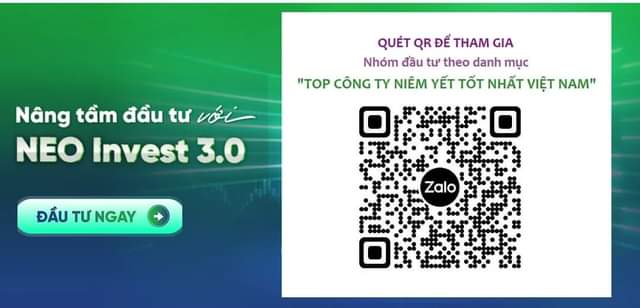 Nâng tầm đầu tư với
NEO Invest 3.0
ĐẦU TƯ NGAY
QUÉT QR ĐỂ THAM GIA
Nhóm đầu tư theo danh mục
"TOP CÔNG TY NIÊM YẾT TỐT NHẤT VIỆT NAM"
Zalo